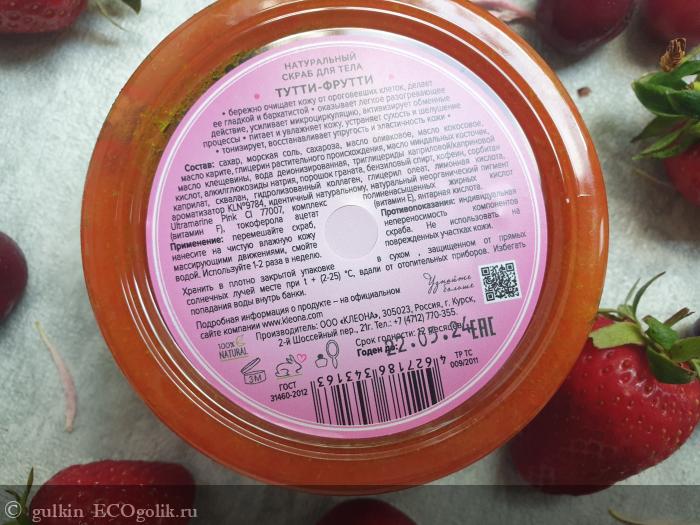 НАТУРАЛЬНЫЙ
СКРАБ ДЛЯ ТЕЛА
ТУТТИ-ФРУТТИ
• бережно очищает кожу от ороговевших клеток, делает
ее гладкой и бархатистой • оказывает легкое разогревающее
действие, усиливает микроциркуляцию, активизирует обменные
процессы • питает и увлажняет кожу, устраняет сухость и шелушение
• тонизирует, восстанавливает упругость и эластичность кожи •
Состав: сахар, морская соль, сахароза, масло оливковое, масло кокосовое,
масло карите, глицерин растительного происхождения, масло миндальных косточек,
масло клещевины, вода деионизированная, триглицериды каприловой/каприновой
кислот, алкилглюкозиды натрия, порошок граната, бензиловый спирт, кофеин, сорбитан
каприлат, сквалан, гидролизованный коллаген, глицерил олеат, лимонная кислота,
ароматизатор KLN°9784, идентичный натуральному, натуральный неорганический пигмент
Ultramarine Pink CI 77007, комплекс полиненасыщенных жирных кислот
(витамин F), токоферола ацетат (витамин Е), янтарная кислота.
Применение: перемешайте скраб,
нанесите на чистую влажную кожу
массирующими движениями, смойте
водой. Используйте 1-2 раза в неделю.
Противопоказания: индивидуальная
непереносимость компонентов
скраба. Не использовать на
поврежденных участках кожи.
Хранить в плотно закрытой упаковке в сухом , защищенном от прямых
солнечных лучей месте при t + (2-25) °С, вдали от отопительных приборов. Избегать
попадания воды внутрь банки.
Узнайте
больше
Подробная информация о продукте – на официальном
сайте компании www.kleona.com
Производитель: ООО «КЛЕОНА», 305023, Россия, г. Курск,
2-й Шоссейный пер., 21г. Тел.: +7 (4712) 770-355.
Срок годности: 12 месяцев
Годен до:
22.05.24
EAC
100%
NATURAL
3М
ГОСТ
31460-2012
ТР ТС
009/2011
4627186343163
gulkin ECOgolik.ru